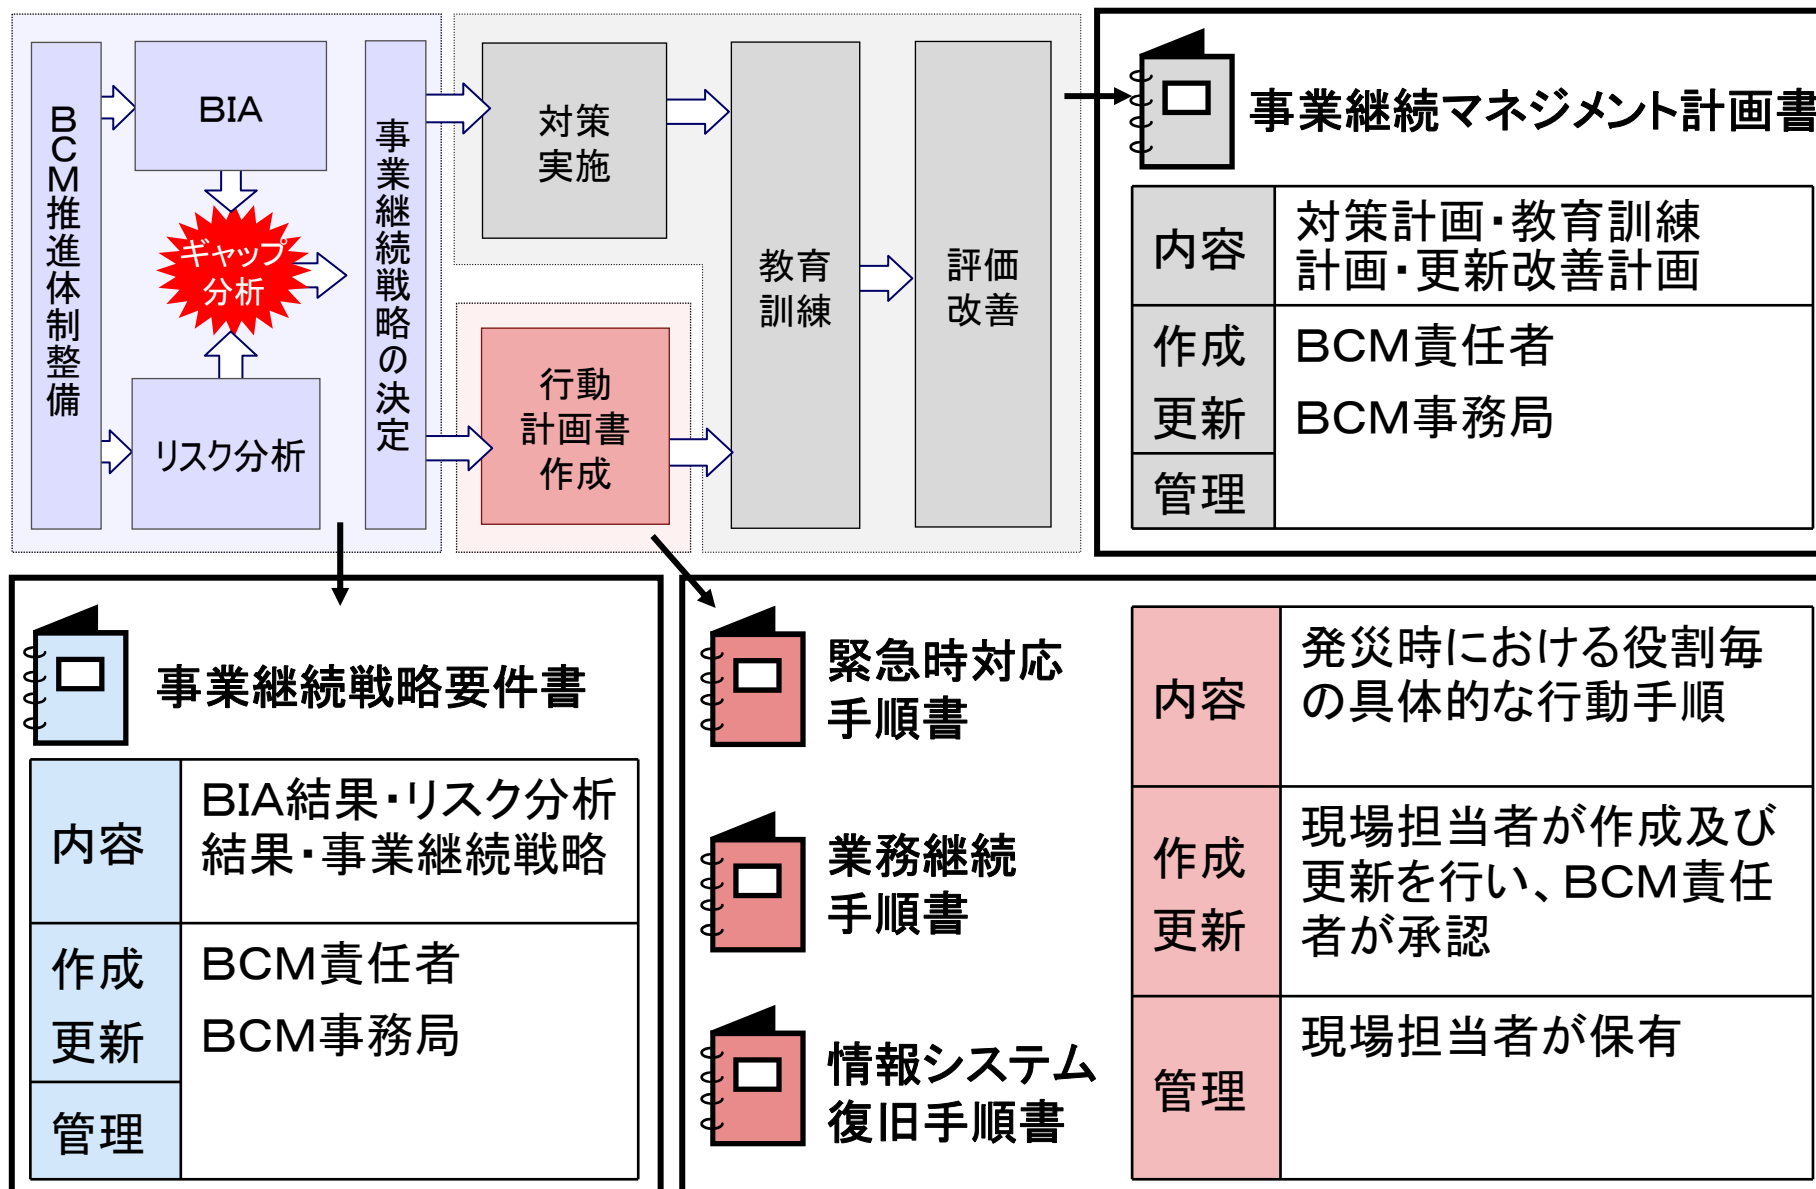 BCM推進体制整備
BIA
ギャップ
分析
リスク分析
事業継続戦略の決定
対策
実施
行動
計画書
作成
教育
訓練
評価
改善
事業継続マネジメント計画書
内容
対策計画・教育訓練
計画・更新改善計画
作成
更新
BCM責任者
BCM事務局
管理
事業継続戦略要件書
内容
BIA結果・リスク分析
結果・事業継続戦略
作成
更新
BCM責任者
BCM事務局
管理
緊急時対応
手順書
業務継続
手順書
情報システム
復旧手順書
内容
発災時における役割毎
の具体的な行動手順
作成
更新
現場担当者が作成及び
更新を行い、BCM責任
者が承認
管理
現場担当者が保有